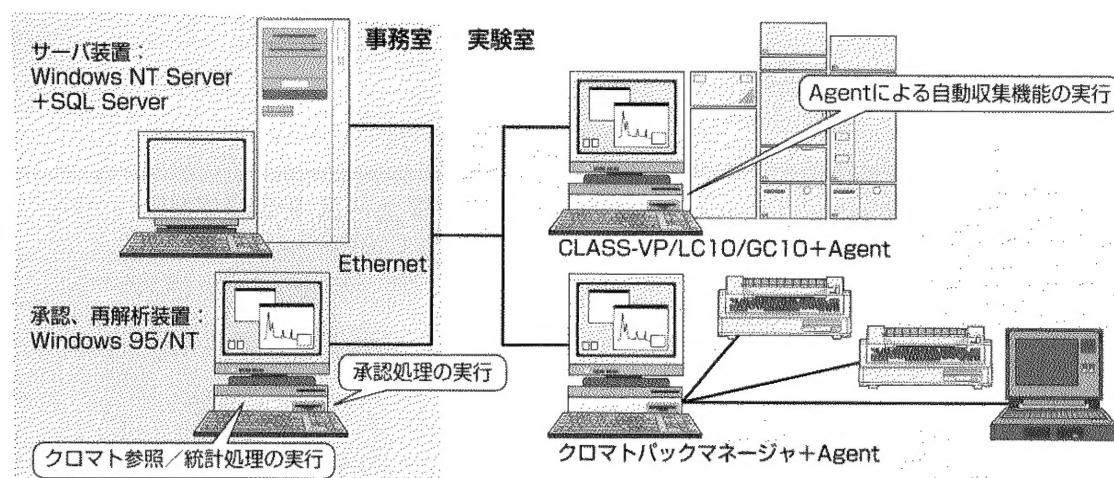 サーバ装置：
Windows NT Server
＋SQL Server
事務室
実験室
Agentによる自動収集機能の実行
CLASS-VP/LC10/GC10＋Agent
Ethernet
承認、再解析装置：
Windows 95/NT
承認処理の実行
クロマト参照／統計処理の実行
クロマトパックマネージャ＋Agent